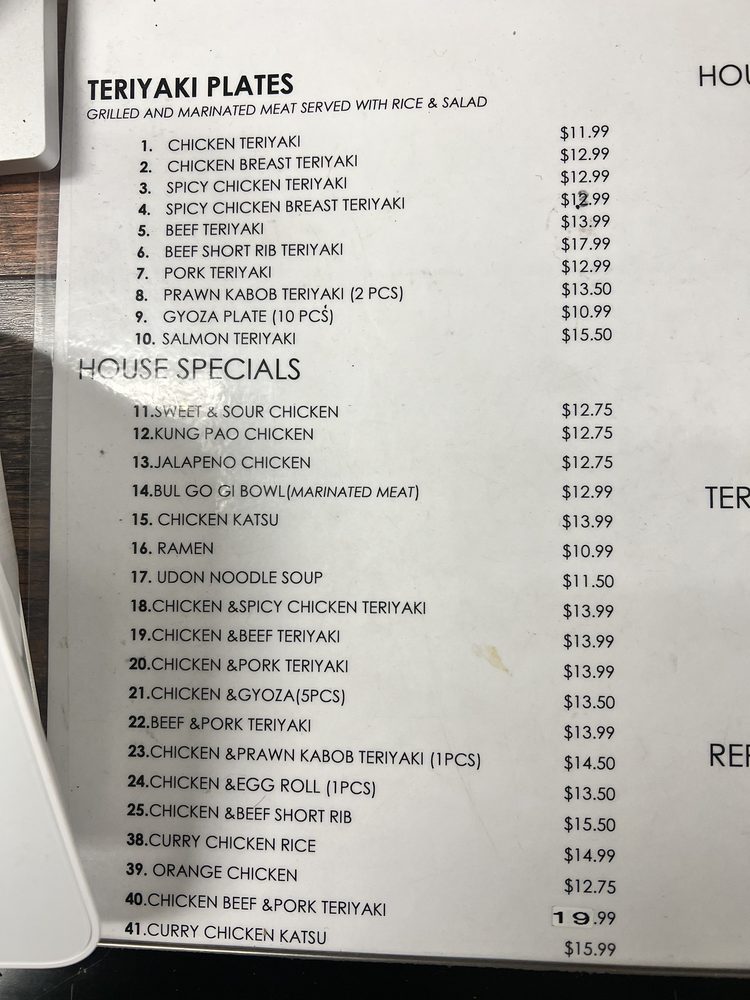 TERIYAKI PLATES
GRILLED AND MARINATED MEAT SERVED WITH RICE & SALAD
1. CHICKEN TERIYAKI $11.99
2. CHICKEN BREAST TERIYAKI $12.99
3. SPICY CHICKEN TERIYAKI $12.99
4. SPICY CHICKEN BREAST TERIYAKI $12.99
5. BEEF TERIYAKI $13.99
6. BEEF SHORT RIB TERIYAKI $17.99
7. PORK TERIYAKI $12.99
8. PRAWN KABOB TERIYAKI (2 PCS) $13.50
9. GYOZA PLATE (10 PCS) $10.99
10. SALMON TERIYAKI $15.50
HOUSE SPECIALS
11.SWEET & SOUR CHICKEN $12.75
12.KUNG PAO CHICKEN $12.75
13.JALAPENO CHICKEN $12.75
14.BUL GO GI BOWL(MARINATED MEAT) $12.99
15. CHICKEN KATSU $13.99
16. RAMEN $10.99
17. UDON NOODLE SOUP $11.50
18.CHICKEN &SPICY CHICKEN TERIYAKI $13.99
19.CHICKEN &BEEF TERIYAKI $13.99
20.CHICKEN &PORK TERIYAKI $13.99
21.CHICKEN &GYOZA(5PCS) $13.50
22.BEEF &PORK TERIYAKI $13.99
23.CHICKEN &PRAWN KABOB TERIYAKI (1PCS) $14.50
24.CHICKEN &EGG ROLL (1PCS) $13.50
25.CHICKEN &BEEF SHORT RIB $15.50
38.CURRY CHICKEN RICE $14.99
39. ORANGE CHICKEN $12.75
40.CHICKEN BEEF &PORK TERIYAKI 19.99
41.CURRY CHICKEN KATSU $15.99